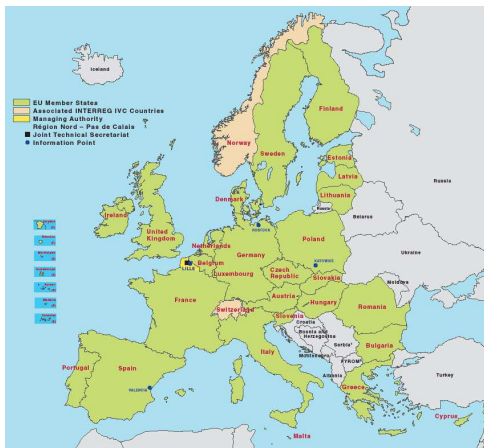 Iceland
EU Member States
Associated INTERREG IVC Countries
Managing Authority
Région Nord – Pas de Calais
Joint Technical Secretariat
Information Point
Norway
Sweden
Finland
Estonia
Latvia
Lithuania
Russia
Russia
Denmark
ROSTOCK
Ireland
United
Kingdom
Netherlands
Belgium
LILLE
Luxembourg
Germany
Poland
KATOWICE
Belarus
Ukraine
Moldova
Czech
Republic
Slovakia
France
Switzerland
Austria
Hungary
Slovenia
Romania
Croatia
Bosnia and
Herzegovina
Serbia
Montenegro
FYROM
Albania
Bulgaria
Italy
Portugal
Spain
VALENCIA
Greece
Turkey
Cyprus
Malta